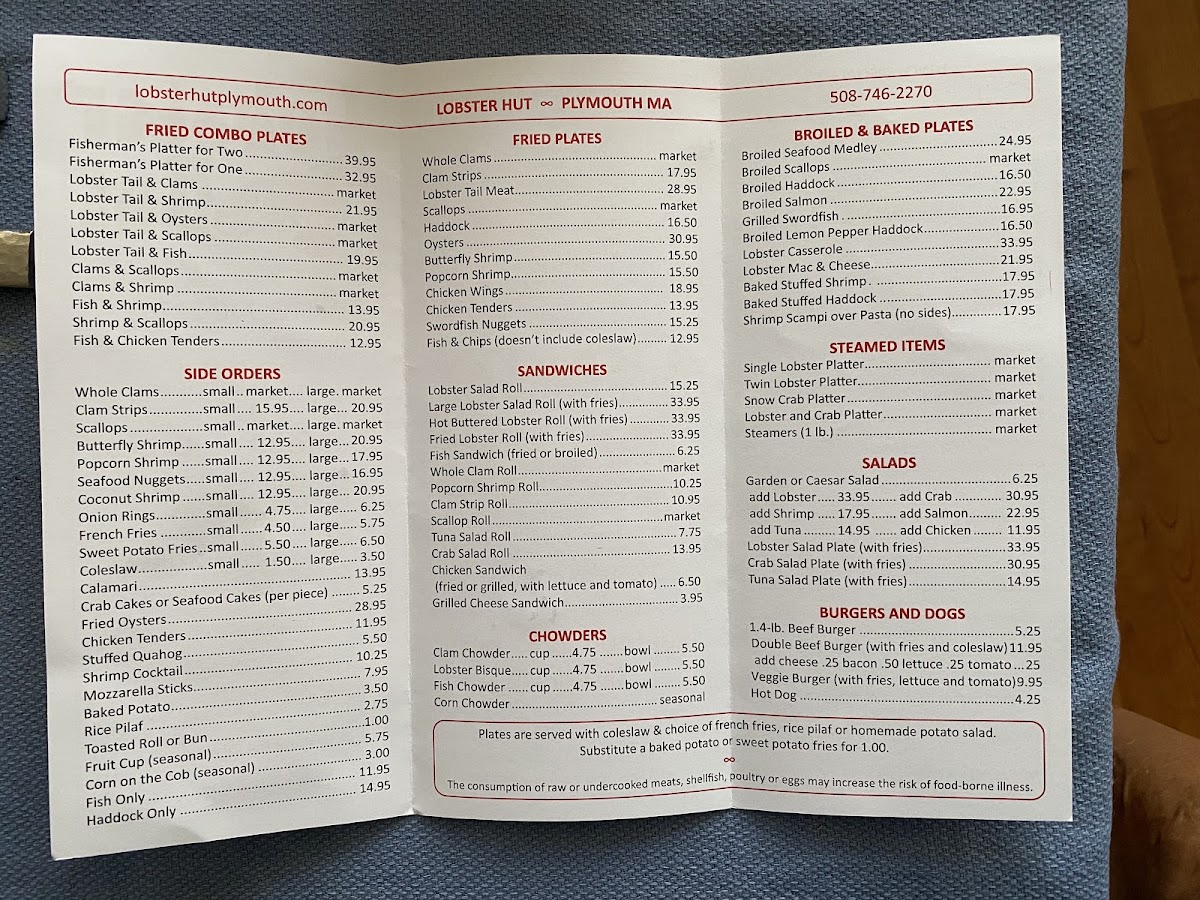 lobsterhutplymouth.com
LOBSTER HUT ∞ PLYMOUTH MA
508-746-2270
FRIED COMBO PLATES
Fisherman's Platter for Two ........ 39.95
Fisherman's Platter for One ........ 32.95
Lobster Tail & Clams ........ market
Lobster Tail & Shrimp ........ 21.95
Lobster Tail & Oysters ........ market
Lobster Tail & Scallops ........ market
Lobster Tail & Fish ........ 19.95
Clams & Scallops ........ market
Clams & Shrimp ........ market
Fish & Shrimp ........ 13.95
Shrimp & Scallops ........ 20.95
Fish & Chicken Tenders ........ 12.95
SIDE ORDERS
Whole Clams ........ small .. market .... large. market
Clam Strips ........ small .... 15.95 .... large... 20.95
Scallops ........ small .. market .... large. market
Butterfly Shrimp ...... small .... 12.95 .... large... 20.95
Popcorn Shrimp ...... small .... 12.95 .... large... 17.95
Seafood Nuggets ..... small .... 12.95 .... large... 16.95
Coconut Shrimp ..... small .... 12.95 .... large... 20.95
Onion Rings ........ small ..... 4.75 .... large..... 6.25
French Fries ........ small .... 4.50 .... large..... 5.75
Sweet Potato Fries .. small ..... 5.50 .... large..... 6.50
Coleslaw ........ small ..... 1.50 .... large..... 3.50
Calamari ........ 13.95
Crab Cakes or Seafood Cakes (per piece) ........ 5.25
Fried Oysters ........ 28.95
Chicken Tenders ........ 11.95
Stuffed Quahog ........ 5.50
Shrimp Cocktail ........ 10.25
Mozzarella Sticks ........ 7.95
Baked Potato ........ 3.50
Rice Pilaf ........ 2.75
Toasted Roll or Bun ........ 1.00
Fruit Cup (seasonal) ........ 5.75
Corn on the Cob (seasonal) ........ 3.00
Fish Only ........ 11.95
Haddock Only ........ 14.95
FRIED PLATES
Whole Clams ........ market
Clam Strips ........ 17.95
Lobster Tail Meat ........ 28.95
Scallops ........ market
Haddock ........ 16.50
Oysters ........ 30.95
Butterfly Shrimp ........ 15.50
Popcorn Shrimp ........ 15.50
Chicken Wings ........ 18.95
Chicken Tenders ........ 13.95
Swordfish Nuggets ........ 15.25
Fish & Chips (doesn't include coleslaw) ........ 12.95
SANDWICHES
Lobster Salad Roll ........ 15.25
Large Lobster Salad Roll (with fries) ........ 33.95
Hot Buttered Lobster Roll (with fries) ........ 33.95
Fried Lobster Roll (with fries) ........ 33.95
Fish Sandwich (fried or broiled) ........ 6.25
Whole Clam Roll ........ market
Popcorn Shrimp Roll ........ 10.25
Clam Strip Roll ........ 10.95
Scallop Roll ........ market
Tuna Salad Roll ........ 7.75
Crab Salad Roll ........ 13.95
Chicken Sandwich
(fried or grilled, with lettuce and tomato) ..... 6.50
Grilled Cheese Sandwich ........ 3.95
CHOWDERS
Clam Chowder ..... cup ...... 4.75 ...... bowl ........ 5.50
Lobster Bisque ..... cup ...... 4.75 ...... bowl ........ 5.50
Fish Chowder ...... cup ...... 4.75 ...... bowl ........ 5.50
Corn Chowder ........ seasonal
BROILED & BAKED PLATES
Broiled Seafood Medley ........ 24.95
Broiled Scallops ........ market
Broiled Haddock ........ 16.50
Broiled Salmon ........ 22.95
Grilled Swordfish ........ 16.95
Broiled Lemon Pepper Haddock ........ 16.50
Lobster Casserole ........ 33.95
Lobster Mac & Cheese ........ 21.95
Baked Stuffed Shrimp ........ 17.95
Baked Stuffed Haddock ........ 17.95
Shrimp Scampi over Pasta (no sides) ........ 17.95
STEAMED ITEMS
Single Lobster Platter ........ market
Twin Lobster Platter ........ market
Snow Crab Platter ........ market
Lobster and Crab Platter ........ market
Steamers (1 lb.) ........ market
SALADS
Garden or Caesar Salad ........ 6.25
add Lobster ..... 33.95 ...... add Crab ........ 30.95
add Shrimp ..... 17.95 ...... add Salmon ........ 22.95
add Tuna ........ 14.95 ...... add Chicken ........ 11.95
Lobster Salad Plate (with fries) ........ 33.95
Crab Salad Plate (with fries) ........ 30.95
Tuna Salad Plate (with fries) ........ 14.95
BURGERS AND DOGS
1.4-lb. Beef Burger ........ 5.25
Double Beef Burger (with fries and coleslaw) 11.95
add cheese .25 bacon .50 lettuce .25 tomato ... 25
Veggie Burger (with fries, lettuce and tomato) 9.95
Hot Dog ........ 4.25
Plates are served with coleslaw & choice of french fries, rice pilaf or homemade potato salad.
Substitute a baked potato or sweet potato fries for 1.00.
∞
The consumption of raw or undercooked meats, shellfish, poultry or eggs may increase the risk of food-borne illness.